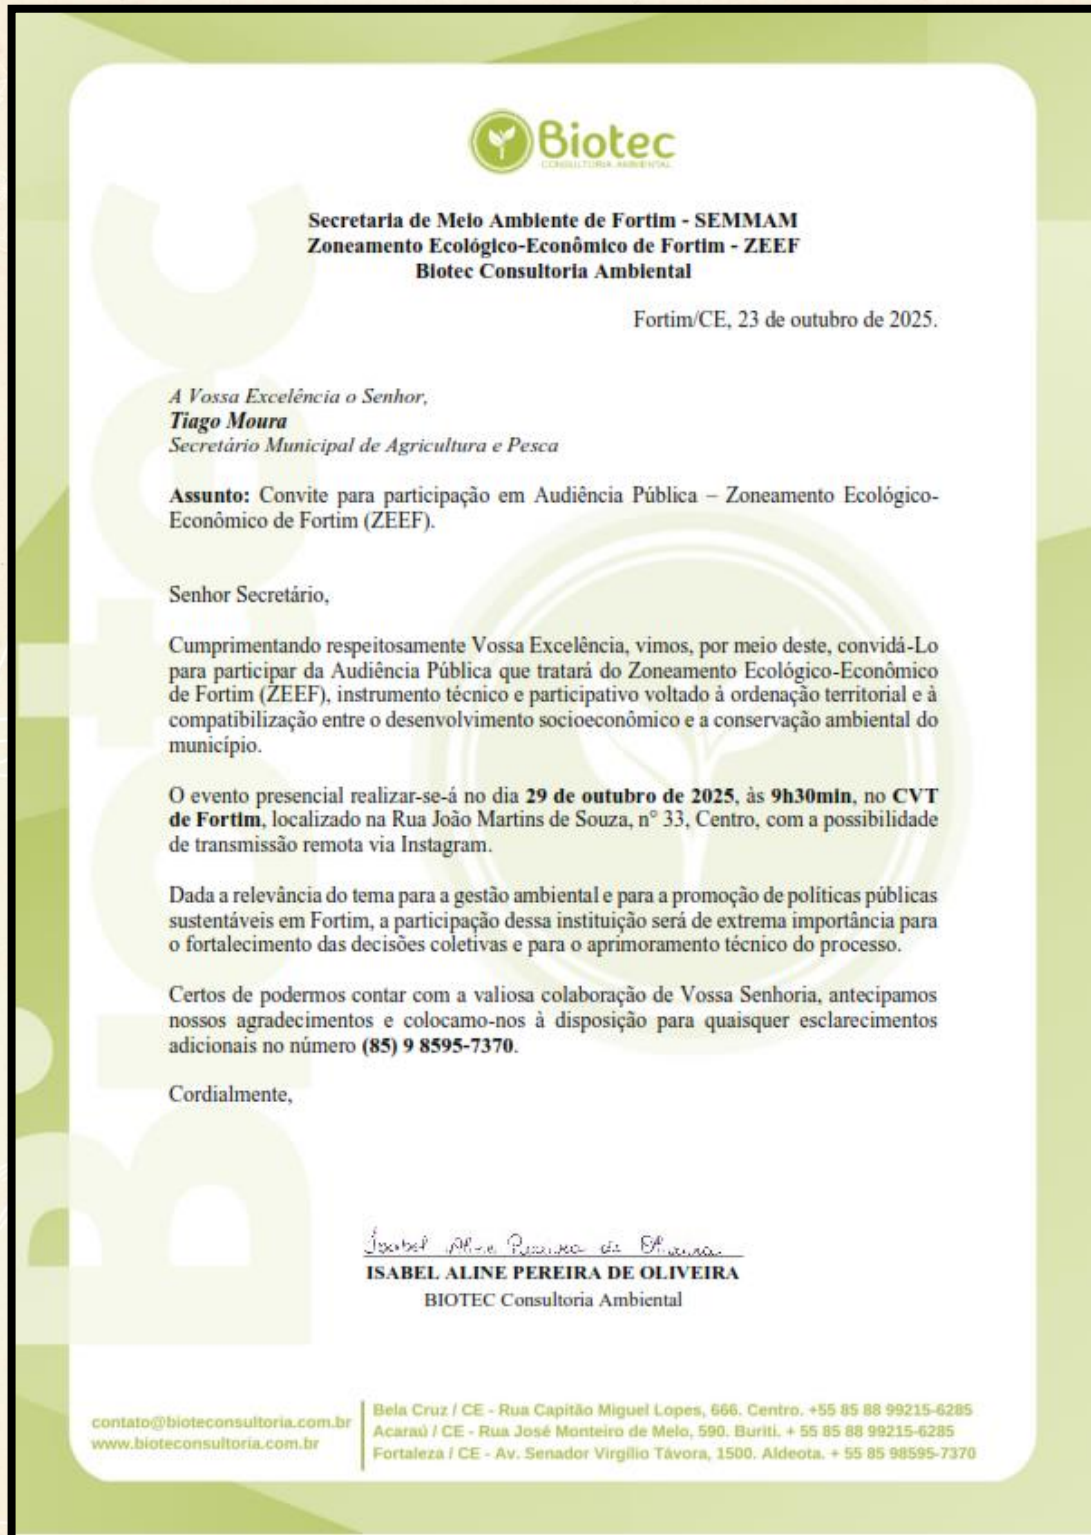 Biotec
CONSULTORIA AMBIENTAL
Secretaria de Meio Ambiente de Fortim - SEMMAM
Zoneamento Ecológico-Econômico de Fortim - ZEEF
Biotec Consultoria Ambiental
Fortim/CE, 23 de outubro de 2025.
A Vossa Excelência o Senhor,
Tiago Moura
Secretário Municipal de Agricultura e Pesca
Assunto: Convite para participação em Audiência Pública – Zoneamento Ecológico-
Econômico de Fortim (ZEEF).
Senhor Secretário,
Cumprimentando respeitosamente Vossa Excelência, vimos, por meio deste, convidá-Lo
para participar da Audiência Pública que tratará do Zoneamento Ecológico-Econômico
de Fortim (ZEEF), instrumento técnico e participativo voltado à ordenação territorial e à
compatibilização entre o desenvolvimento socioeconômico e a conservação ambiental do
município.
O evento presencial realizar-se-á no dia 29 de outubro de 2025, às 9h30min, no CVT
de Fortim, localizado na Rua João Martins de Souza, n° 33, Centro, com a possibilidade
de transmissão remota via Instagram.
Dada a relevância do tema para a gestão ambiental e para a promoção de políticas públicas
sustentáveis em Fortim, a participação dessa instituição será de extrema importância para
o fortalecimento das decisões coletivas e para o aprimoramento técnico do processo.
Certos de podermos contar com a valiosa colaboração de Vossa Senhoria, antecipamos
nossos agradecimentos e colocamo-nos à disposição para quaisquer esclarecimentos
adicionais no número (85) 9 8595-7370.
Cordialmente,
Isabel Aline Pereira de Oliveira
ISABEL ALINE PEREIRA DE OLIVEIRA
BIOTEC Consultoria Ambiental
contato@bioteconsultoria.com.br
www.bioteconsultoria.com.br
Bela Cruz / CE - Rua Capitão Miguel Lopes, 666. Centro. +55 85 88 99215-6285
Acaraú / CE - Rua José Monteiro de Melo, 590. Buriti. + 55 85 88 99215-6285
Fortaleza / CE - Av. Senador Virgílio Távora, 1500. Aldeota. + 55 85 98595-7370
Biotec